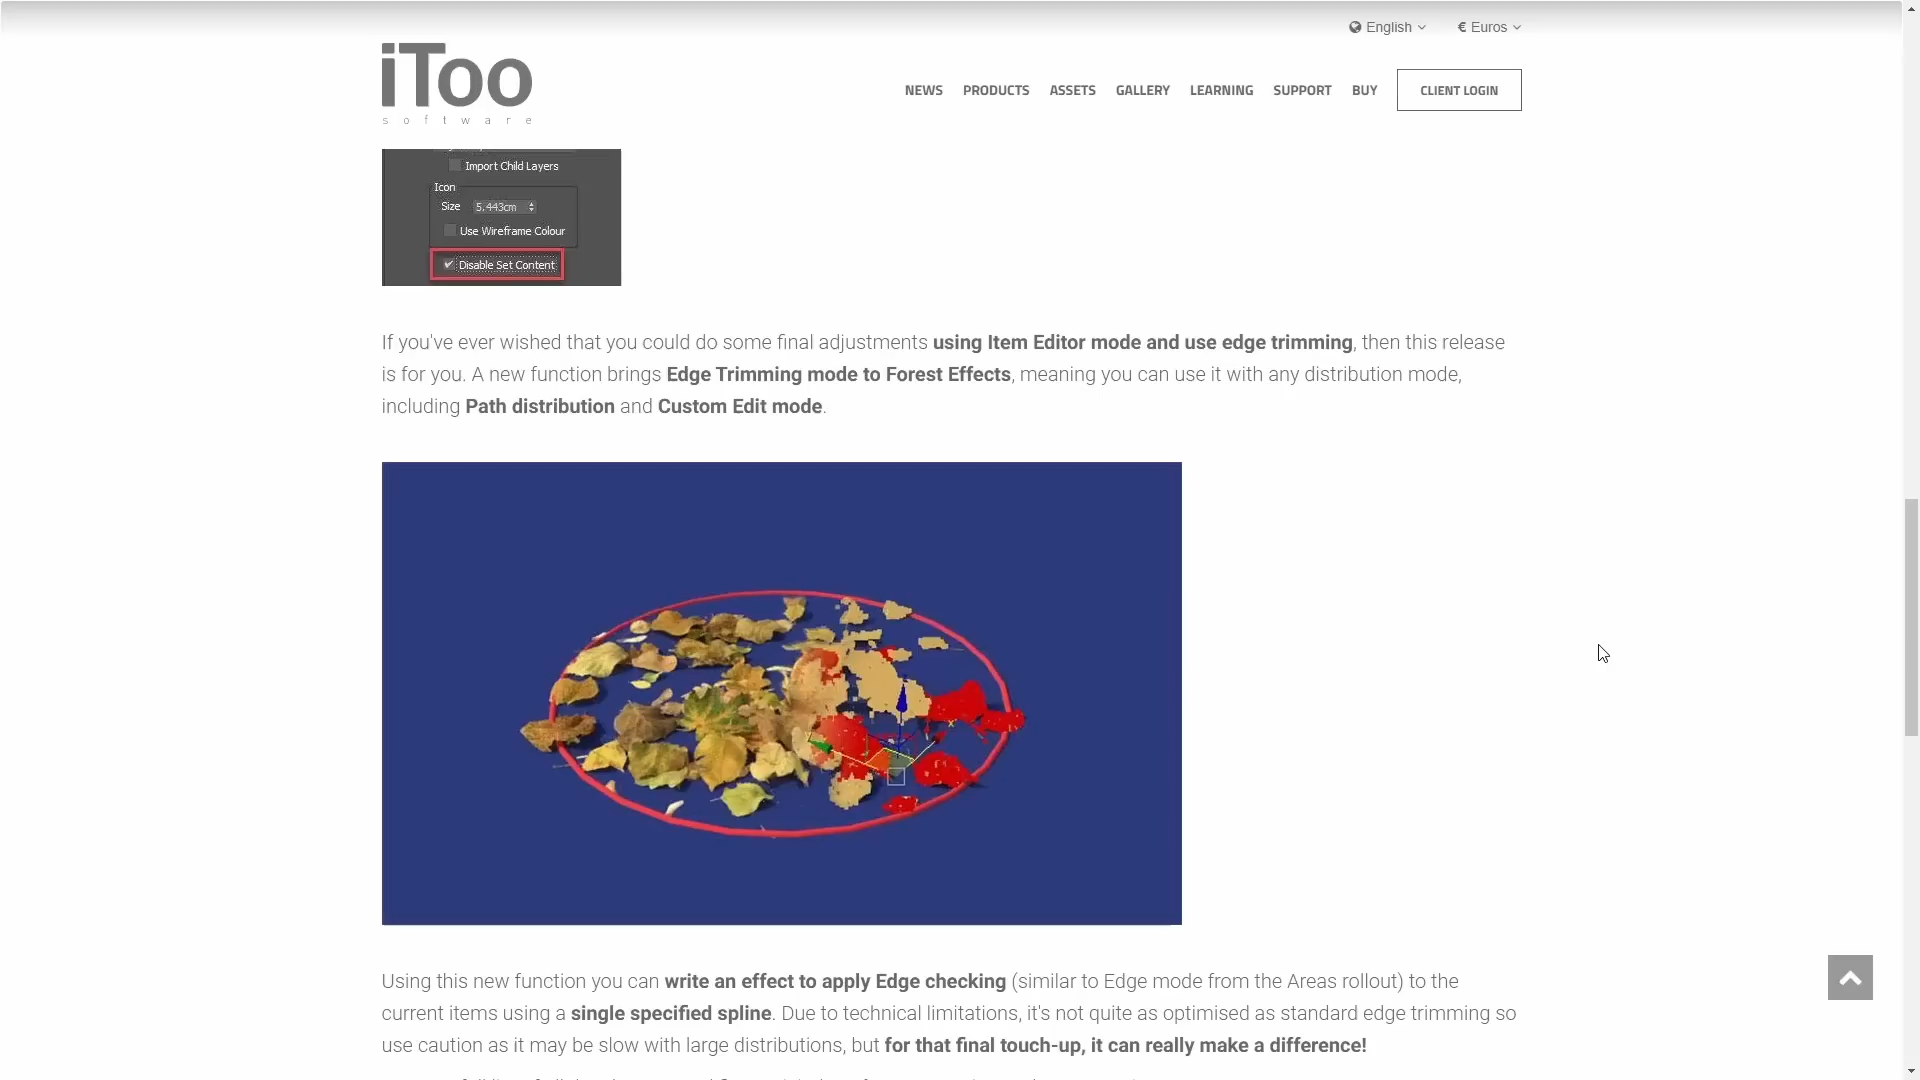 English
€ Euros
iToo
software
NEWS PRODUCTS ASSETS GALLERY LEARNING SUPPORT BUY CLIENT LOGIN
Import Child Layers
Icon
Size 5.443cm
Use Wireframe Colour
Disable Set Content
If you've ever wished that you could do some final adjustments using Item Editor mode and use edge trimming, then this release
is for you. A new function brings Edge Trimming mode to Forest Effects, meaning you can use it with any distribution mode,
including Path distribution and Custom Edit mode.
Using this new function you can write an effect to apply Edge checking (similar to Edge mode from the Areas rollout) to the
current items using a single specified spline. Due to technical limitations, it's not quite as optimised as standard edge trimming so
use caution as it may be slow with large distributions, but for that final touch-up, it can really make a difference!